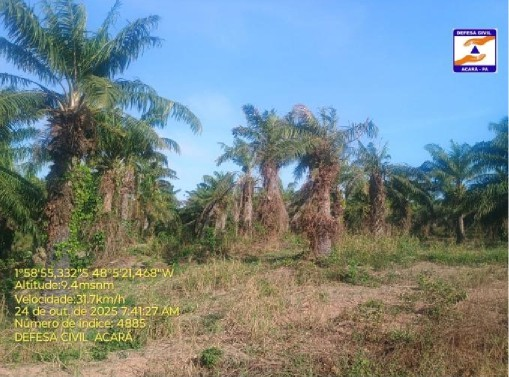 DEFESA CIVIL
ACARÁ - PA
1°58'55,332"S 48°5'21,468"W
Altitude:9.4msnm
Velocidade:31.7km/h
24 de out. de 2025 7:41:27 AM
Número de índice: 4885
DEFESA CIVIL ACARÁ